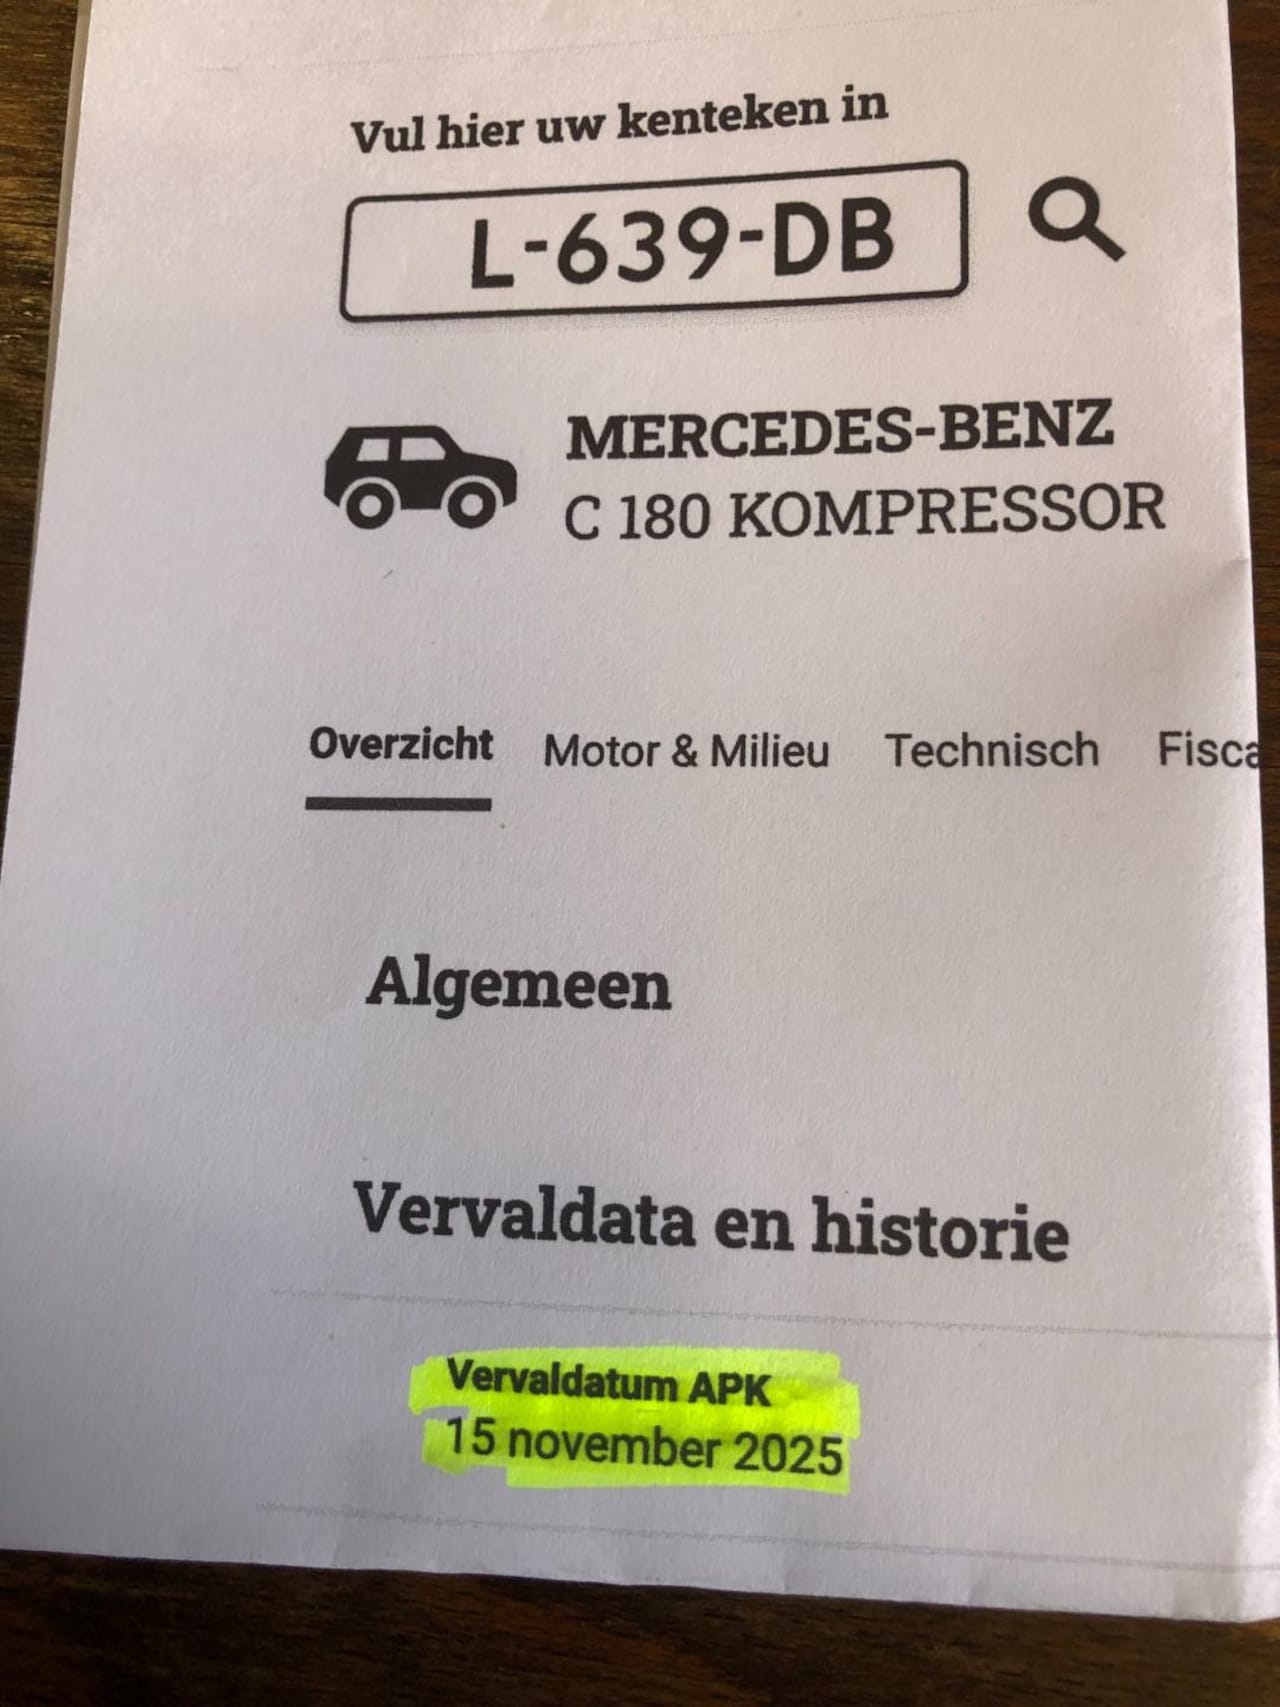 Vul hier uw kenteken in
L-639-DB
MERCEDES-BENZ
C 180 KOMPRESSOR
Overzicht Motor & Milieu Technisch Fisca
Algemeen
Vervaldata en historie
Vervaldatum APK
15 november 2025